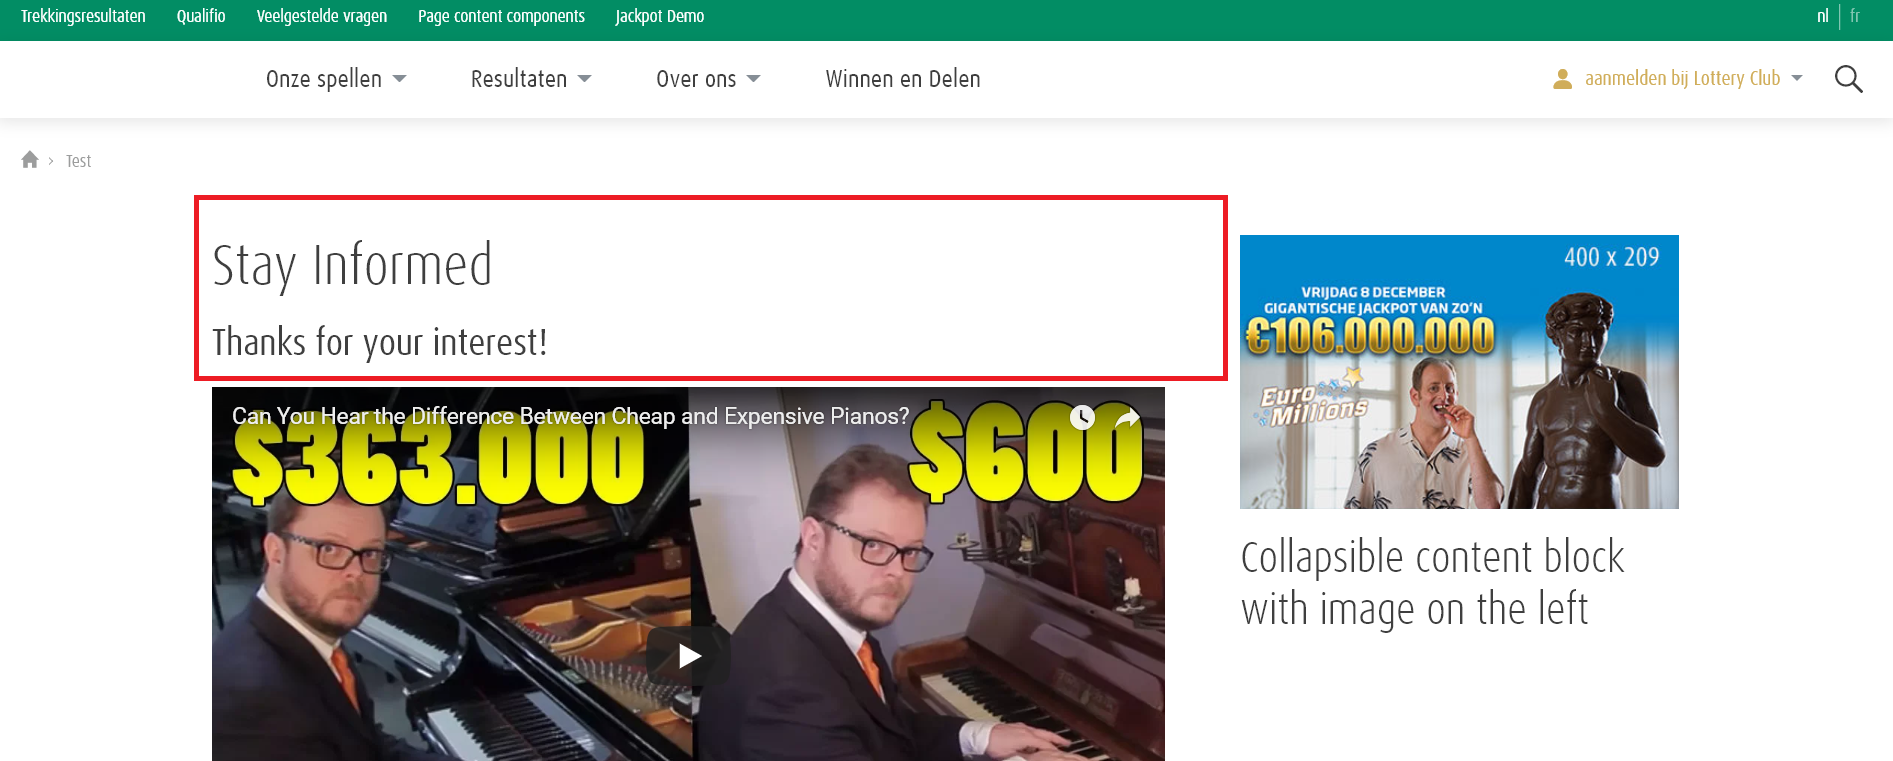 Trekkingsresultaten Qualifio Veelgestelde vragen Page content components Jackpot Demo nl fr
Onze spellen Resultaten Over ons Winnen en Delen aanmelden bij Lottery Club
Test
Stay Informed
Thanks for your interest!
Can You Hear the Difference Between Cheap and Expensive Pianos?
$363.000 $600
400 x 209
VRIJDAG 8 DECEMBER
GIGANTISCHE JACKPOT VAN ZO'N
€106.000.000
Euro
Millions
Collapsible content block
with image on the left